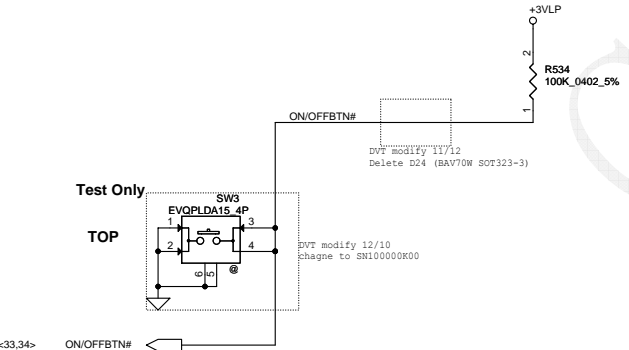 +3VLP
2
R534
100K_0402_5%
1
ON/OFFBTN#
DVT modify 11/12
Delete D24 (BAV70W SOT323-3)
Test Only
TOP
SW3
EVQPLDA15_4P
1
3
2
4
6
5
@
DVT modify 12/10
chagne to SN100000K00
<33,34> ON/OFFBTN#